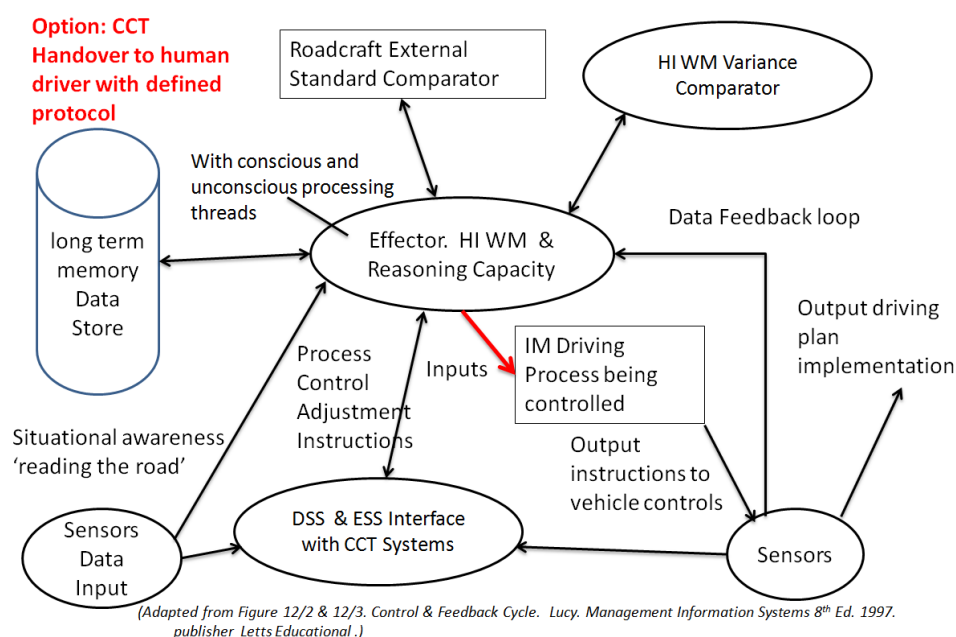 Option: CCT
Handover to human
driver with defined
protocol
Roadcraft External
Standard Comparator
HI WM Variance
Comparator
With conscious and
unconscious processing
threads
long term
memory
Data
Store
Effector. HI WM &
Reasoning Capacity
Data Feedback loop
Output driving
plan
implementation
Process
Control
Adjustment
Instructions
Inputs
IM Driving
Process being
controlled
Situational awareness
‘reading the road’
Output
instructions to
vehicle controls
Sensors
Data
Input
DSS & ESS Interface
with CCT Systems
Sensors
(Adapted from Figure 12/2 & 12/3. Control & Feedback Cycle. Lucy. Management Information Systems 8th Ed. 1997.
publisher Letts Educational .)